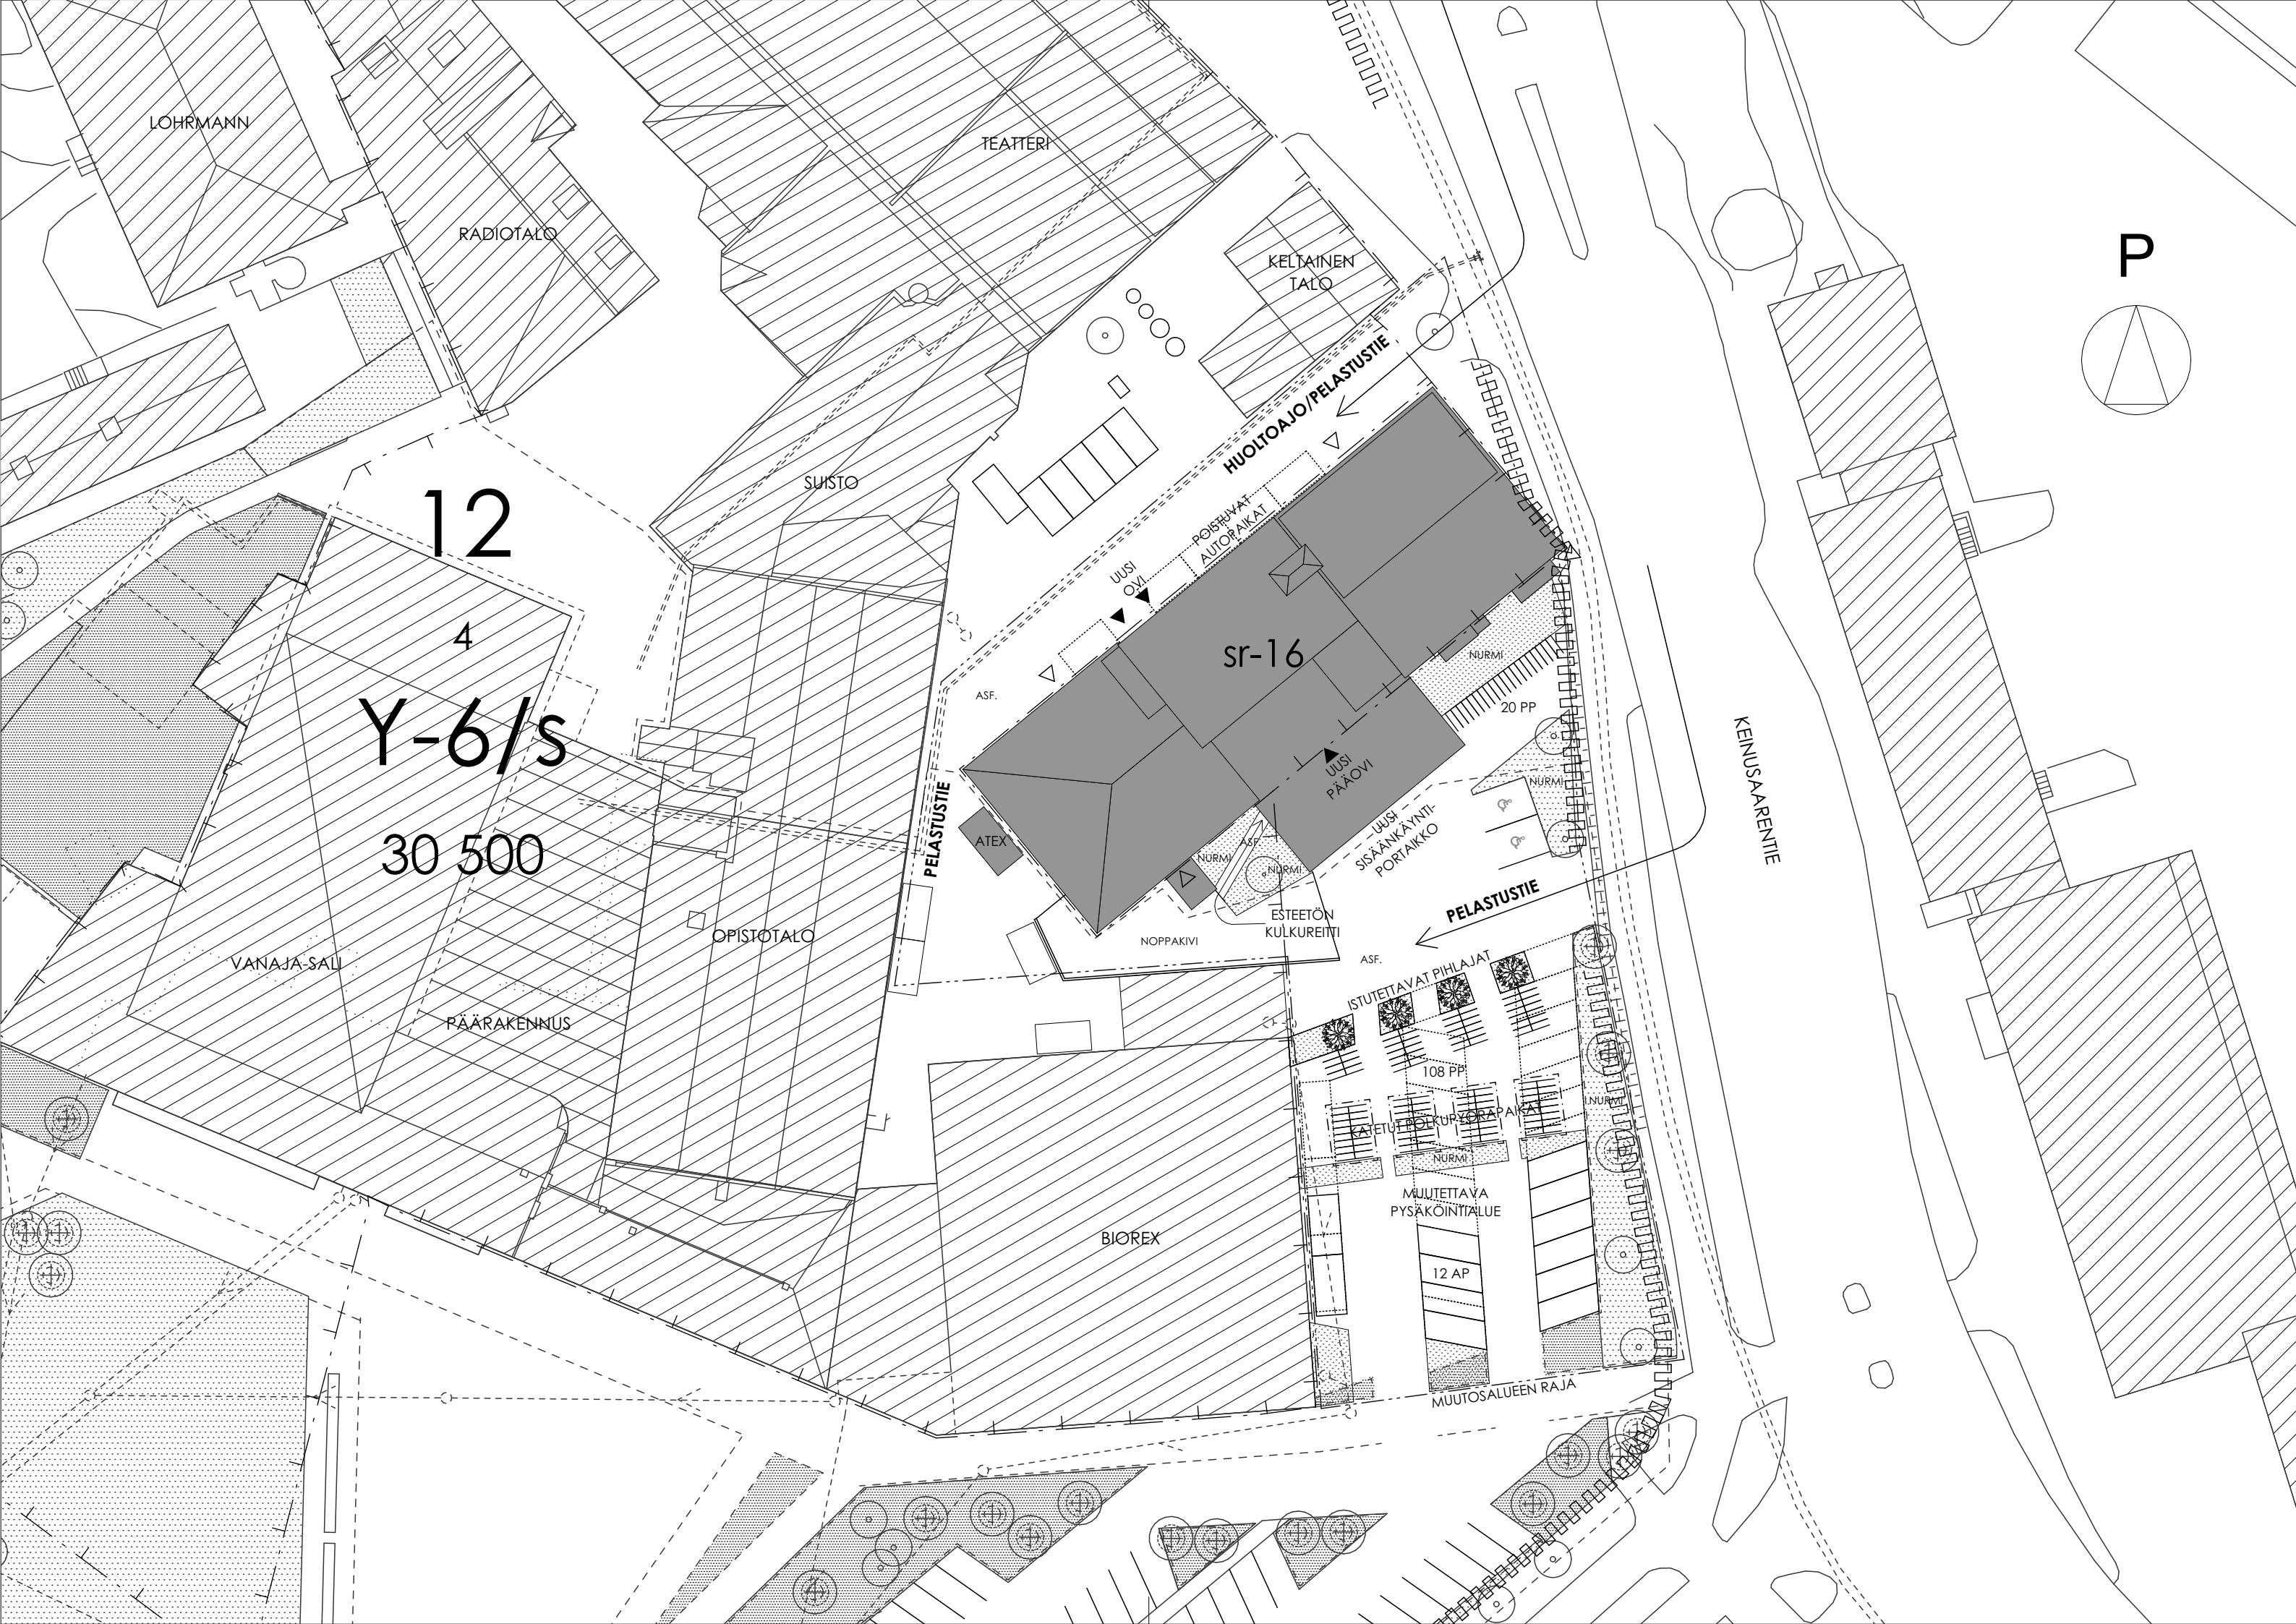 LOHRMANN
RADIOTALO
TEATTERI
KELTAINEN
TALO
P
HUOLTOAJO/PELASTUSTIE
SUISTO
12
4
Y-6/s
30 500
POISTUVAT
AUTOPAIKAT
UUSI
OVI
sr-16
ASF.
NURMI
20 PP
KEINUSAARENTIE
UUSI
PÄÄOVI
NURMI
PELASTUSTIE
ATEX
UUSI
SISÄÄNKÄYNTI-
PORTAIKKO
ASF.
NURMI
NURMI
PELASTUSTIE
ESTEETÖN
KULKUREITTI
NOPPAKIVI
ASF.
OPISTOTALO
VANAJA-SALI
PÄÄRAKENNUS
ISTUTETTAVAT PIHLAJAT
108 PP
NURMI
KATETUT POLKUPYÖRÄPAIKAT
NURMI
MUUTETTAVA
PYSÄKÖINTIALUE
BIOREX
12 AP
MUUTOSALUEEN RAJA